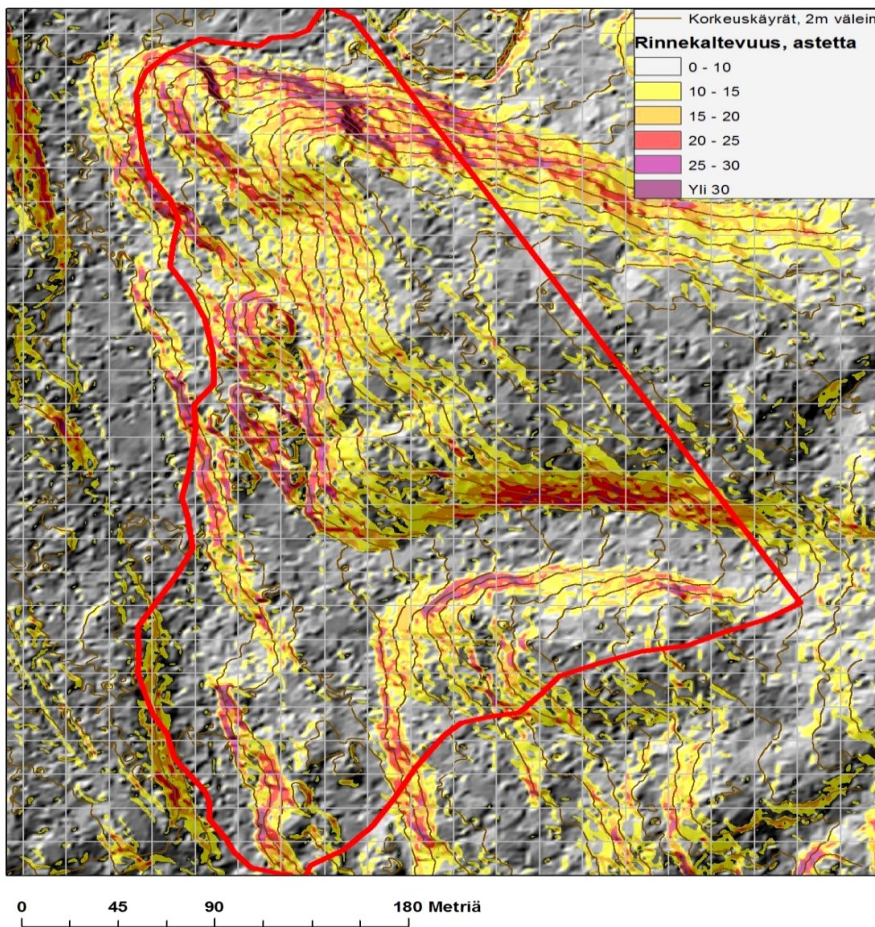 Korkeuskäyrät, 2m välein
Rinnekaltevuus, astetta
0 - 10
10 - 15
15 - 20
20 - 25
25 - 30
Yli 30
0 45 90 180 Metriä